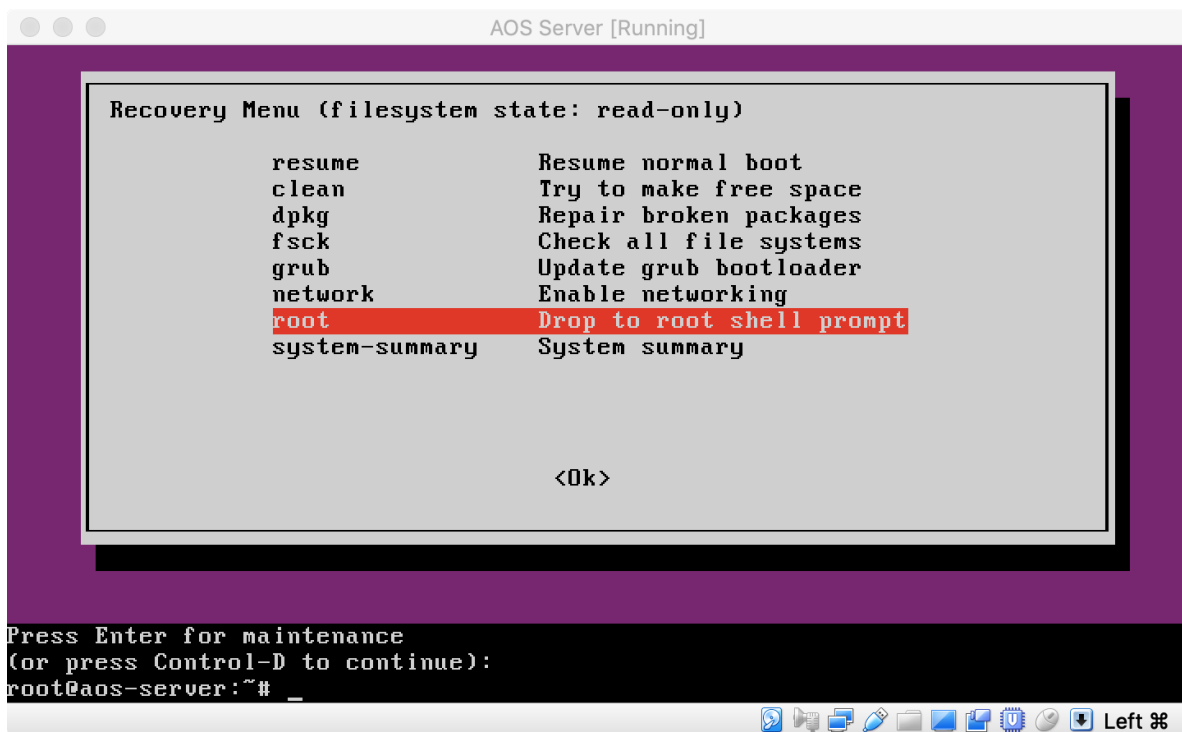 AOS Server [Running]
Recovery Menu (filesystem state: read-only)
resume Resume normal boot
clean Try to make free space
dpkg Repair broken packages
fsck Check all file systems
grub Update grub bootloader
network Enable networking
root Drop to root shell prompt
system-summary System summary
<Ok>
Press Enter for maintenance
(or press Control-D to continue):
root@aos-server:~# _
Left ⌘